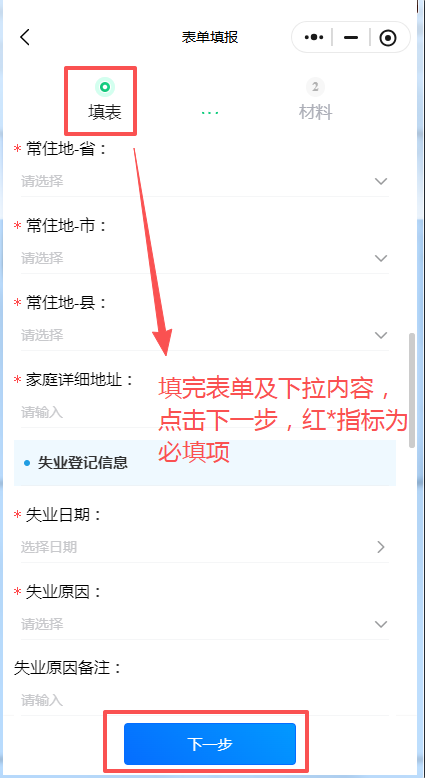 表单填报
2
填表
材料
* 常住地-省：
请选择
* 常住地-市：
请选择
* 常住地-县：
请选择
* 家庭详细地址：
请输入
填完表单及下拉内容，
点击下一步，红*指标为
必填项
失业登记信息
* 失业日期：
选择日期
* 失业原因：
请选择
失业原因备注：
请输入
下一步